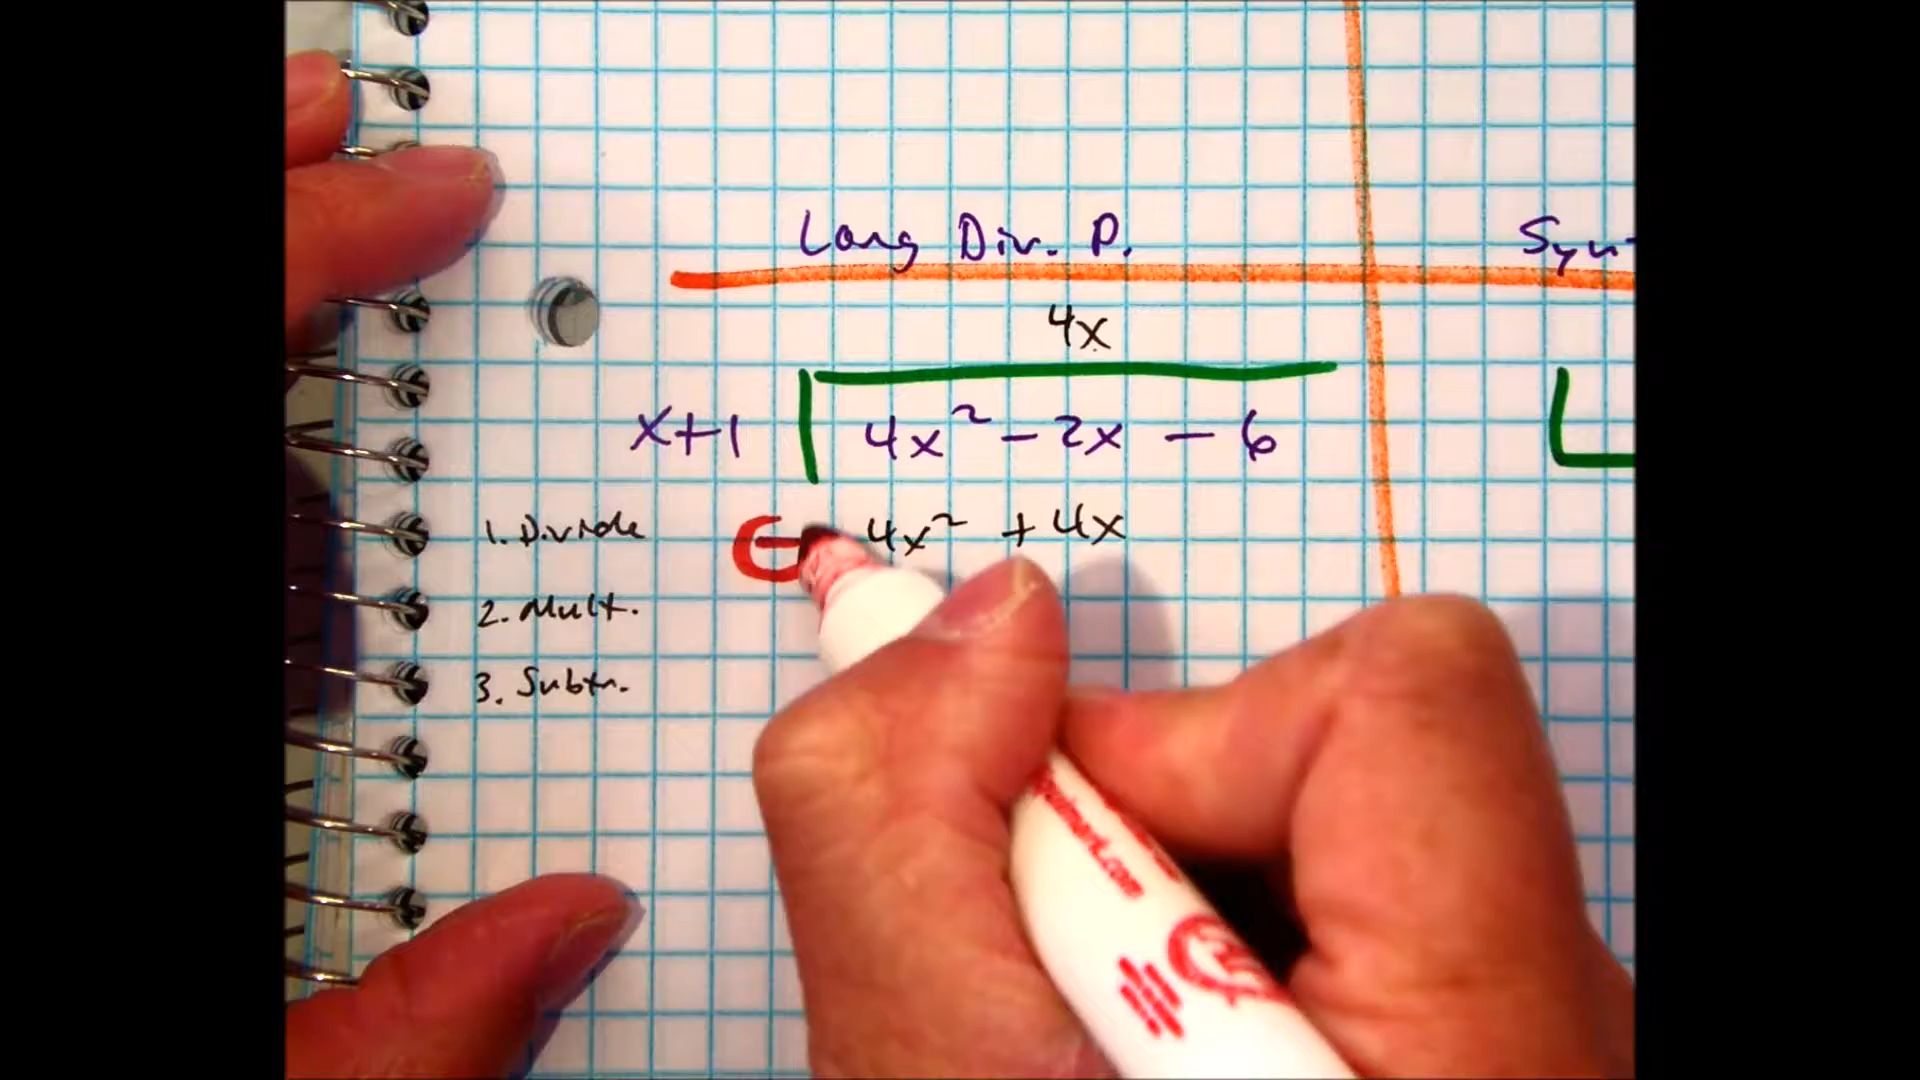 Long Div. P.
Syn
4x
x+1 4x² - 2x - 6
1. Divide - 4x² + 4x
2. Mult.
3. Subtr.